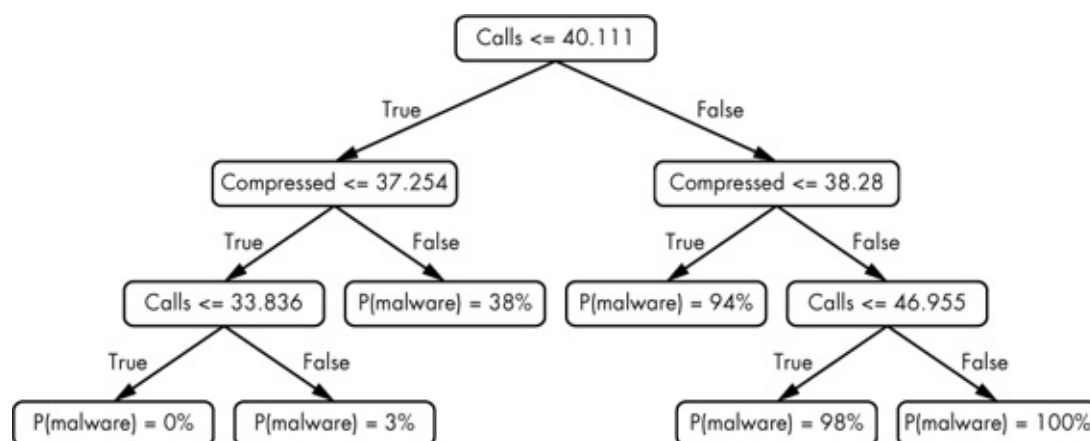 Calls <= 40.111
True
False
Compressed <= 37.254
Compressed <= 38.28
True
False
True
False
Calls <= 33.836
P(malware) = 38%
P(malware) = 94%
Calls <= 46.955
True
False
True
False
P(malware) = 0%
P(malware) = 3%
P(malware) = 98%
P(malware) = 100%